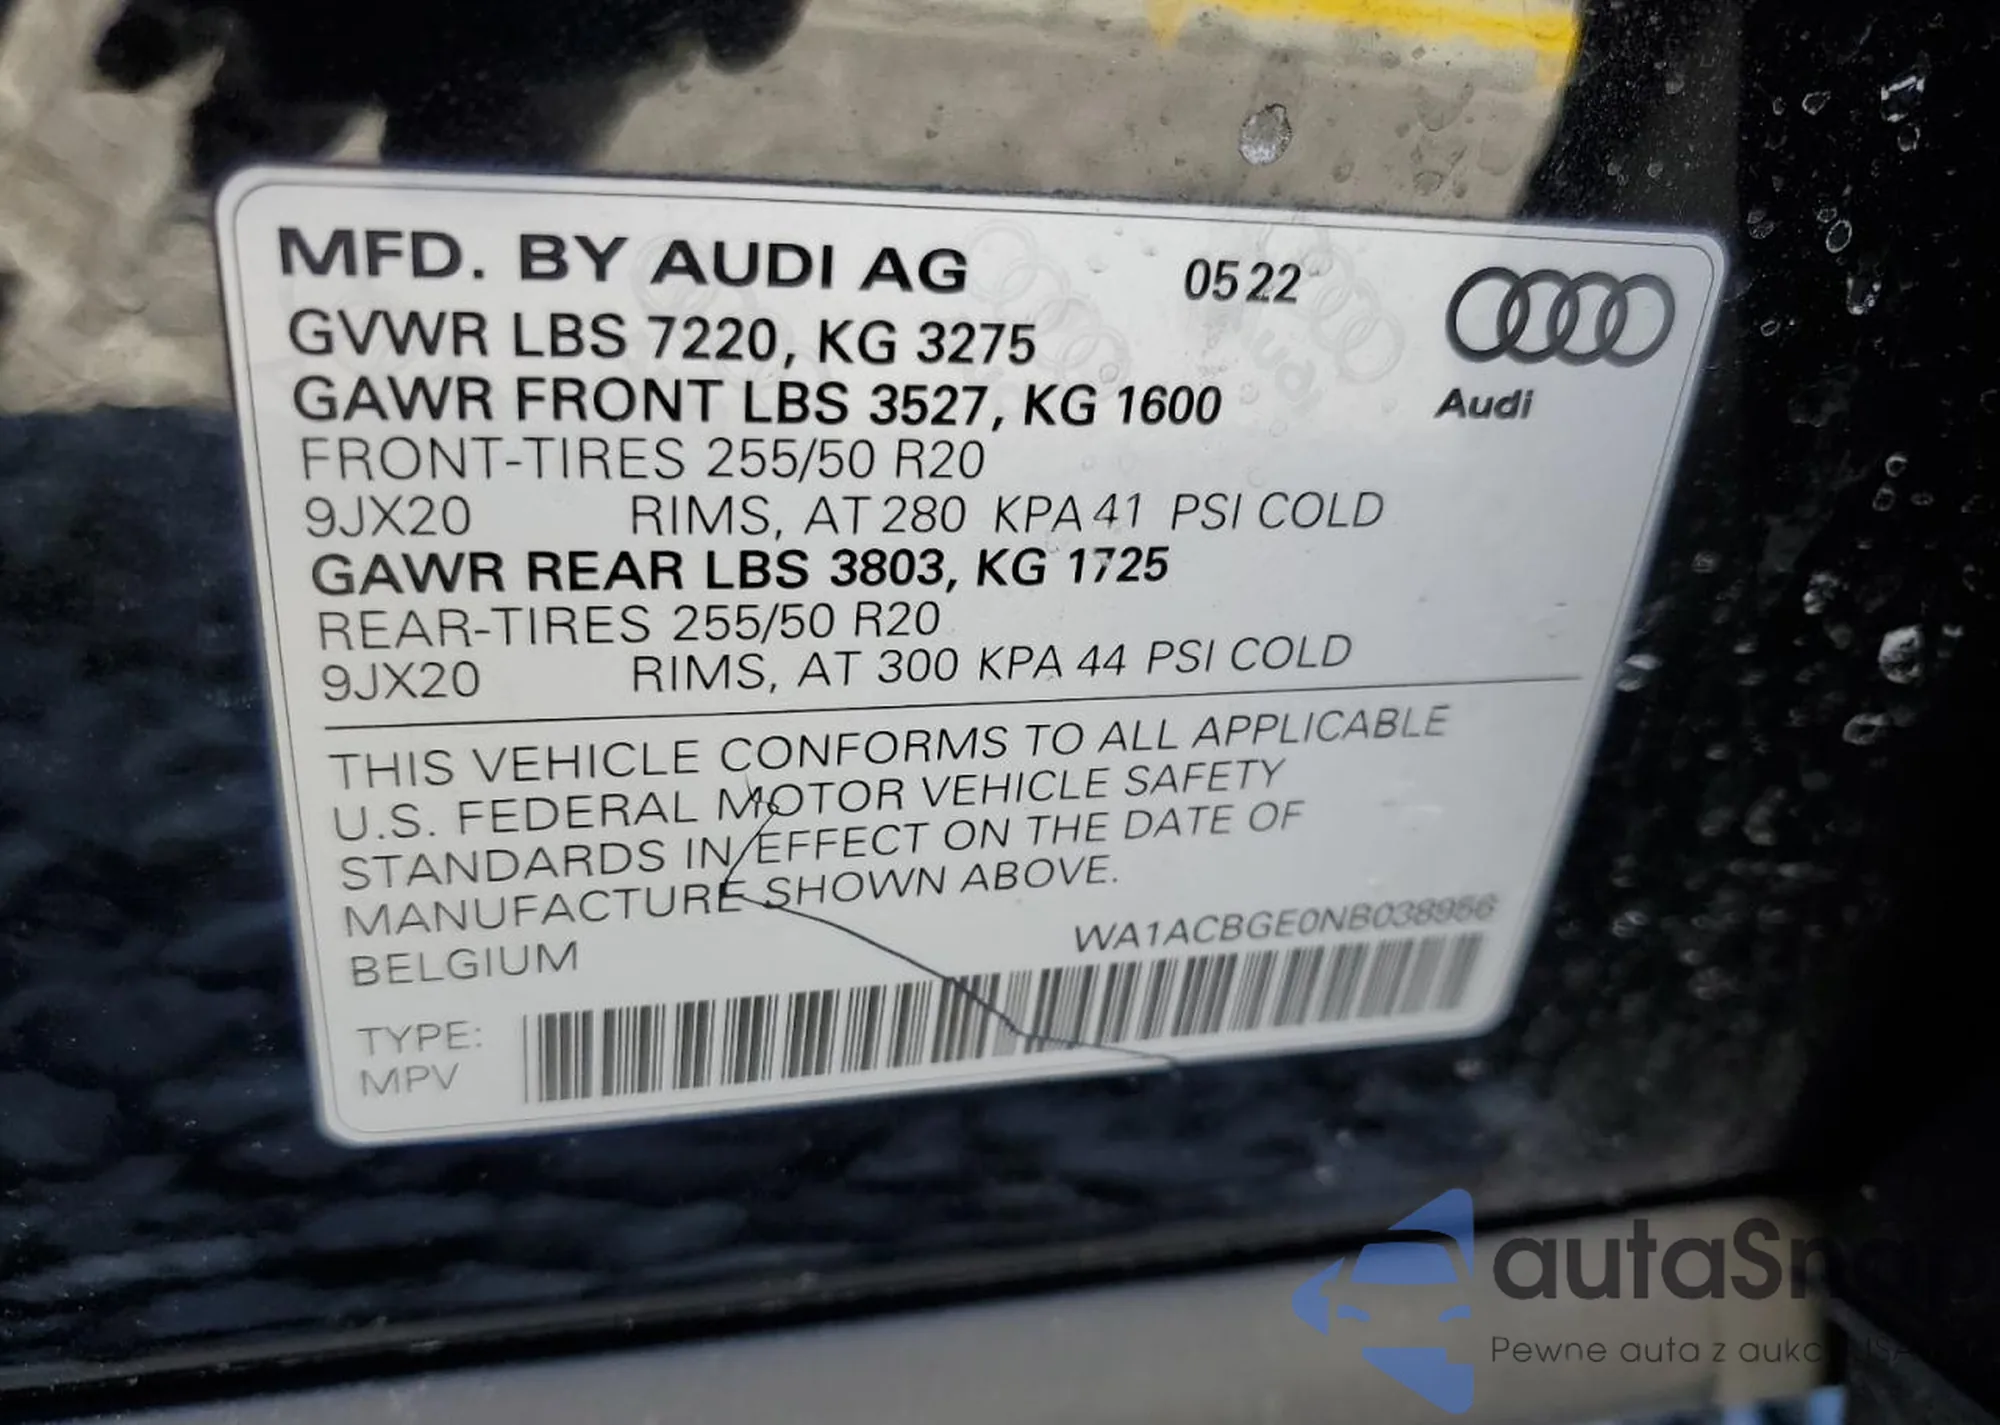 MFD. BY AUDI AG 0522
GVWR LBS 7220, KG 3275
GAWR FRONT LBS 3527, KG 1600
Audi
FRONT-TIRES 255/50 R20
9JX20 RIMS, AT 280 KPA 41 PSI COLD
GAWR REAR LBS 3803, KG 1725
REAR-TIRES 255/50 R20
9JX20 RIMS, AT 300 KPA 44 PSI COLD
THIS VEHICLE CONFORMS TO ALL APPLICABLE
U.S. FEDERAL MOTOR VEHICLE SAFETY
STANDARDS IN EFFECT ON THE DATE OF
MANUFACTURE SHOWN ABOVE.
WA1ACBGE0NB038956
BELGIUM
TYPE:
MPV
autaSnap
Pewne auta z